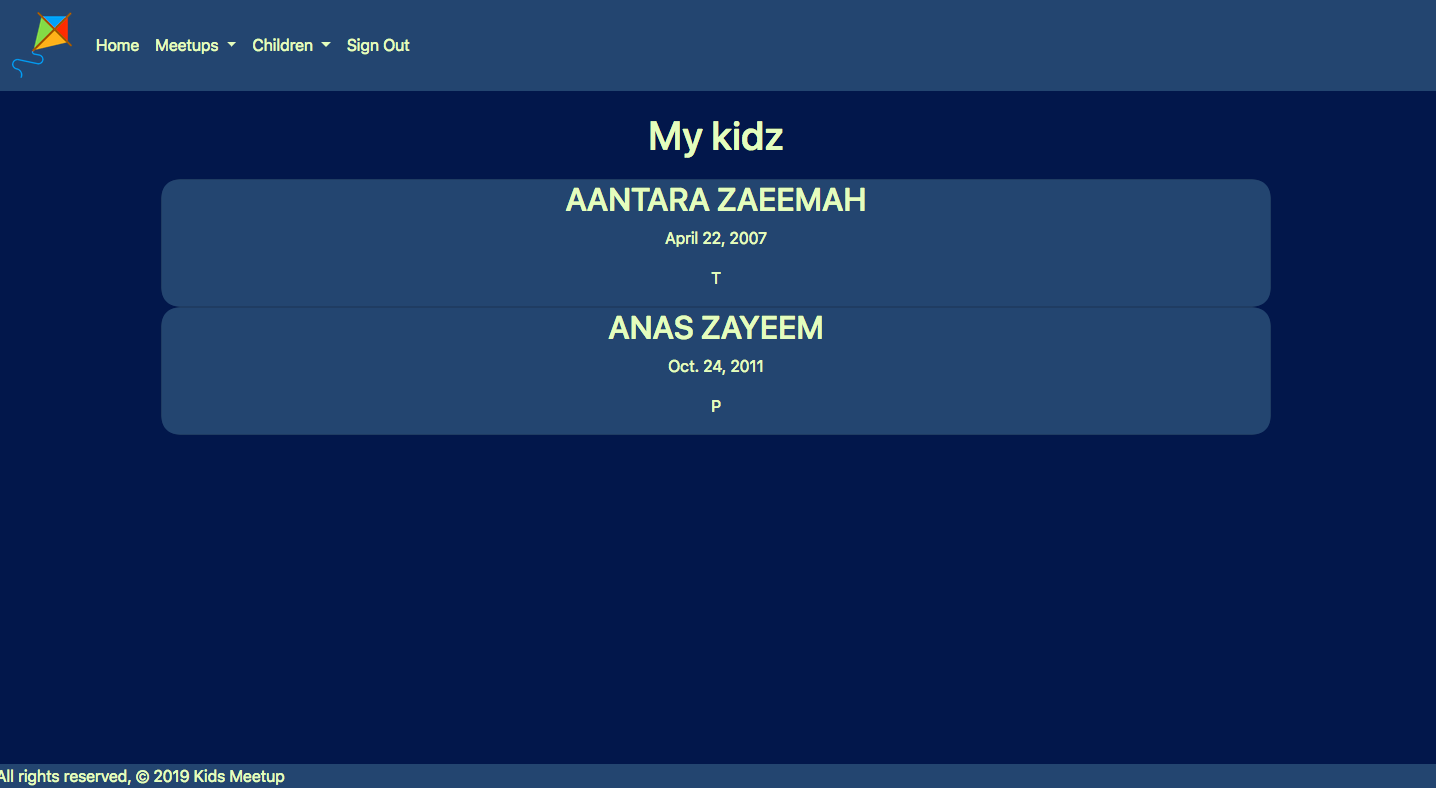 Home Meetups Children Sign Out
My kidz
AANTARA ZAEEMAH
April 22, 2007
T
ANAS ZAYEEM
Oct. 24, 2011
P
All rights reserved, © 2019 Kids Meetup